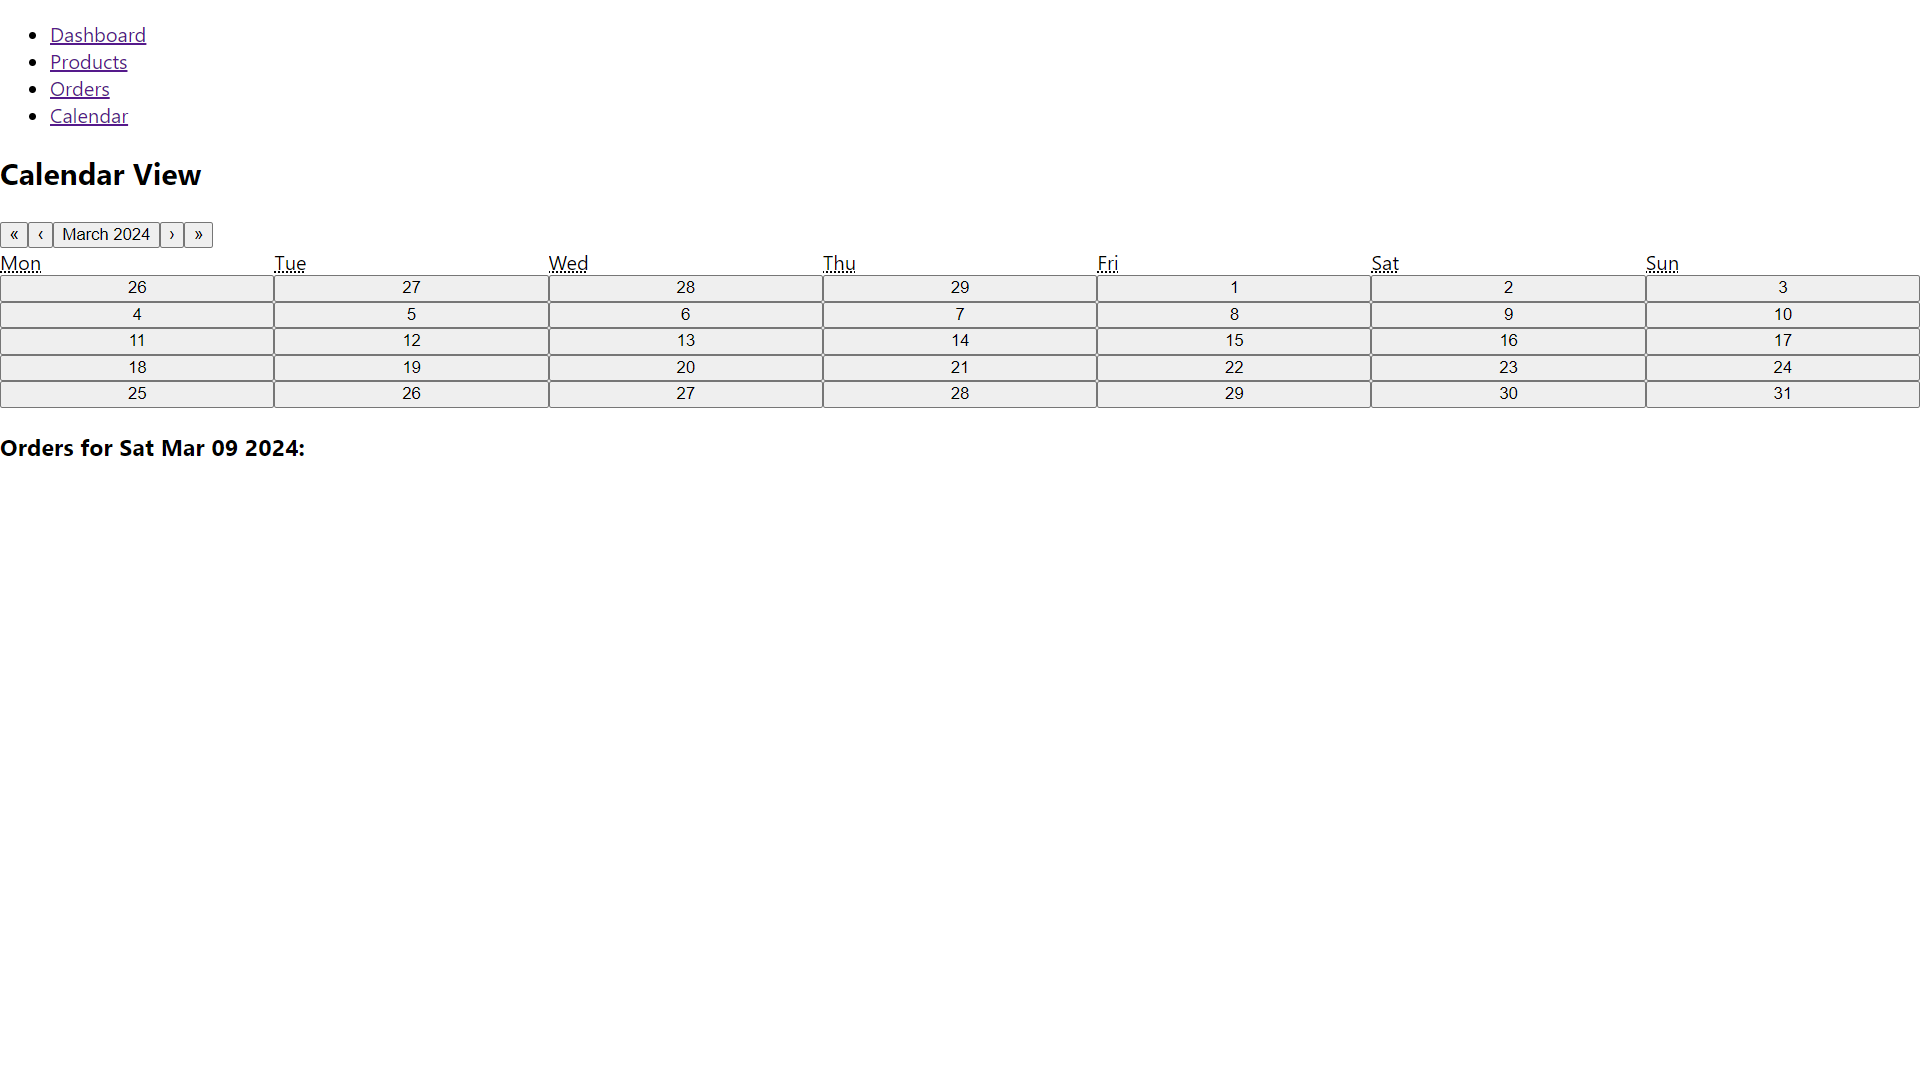 Dashboard
Products
Orders
Calendar
Calendar View
« ‹ March 2024 › »
Mon Tue Wed Thu Fri Sat Sun
26 27 28 29 1 2 3
4 5 6 7 8 9 10
11 12 13 14 15 16 17
18 19 20 21 22 23 24
25 26 27 28 29 30 31
Orders for Sat Mar 09 2024: